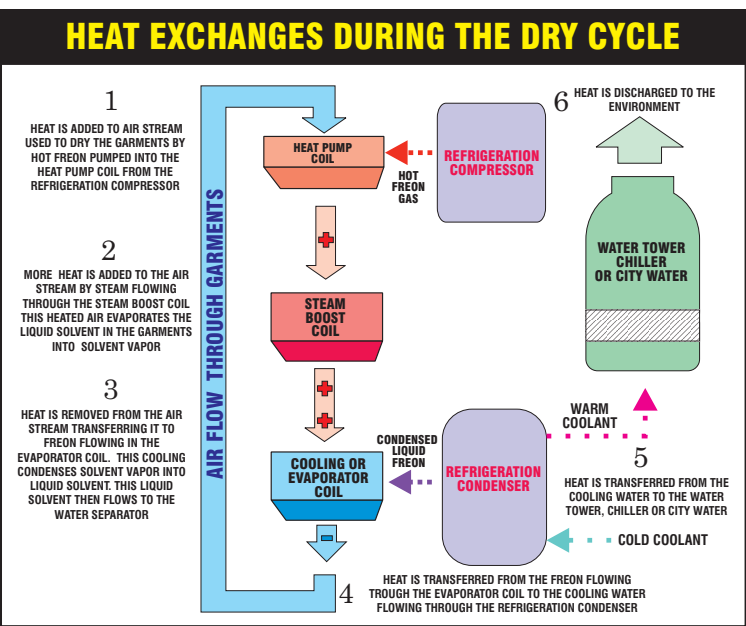 HEAT EXCHANGES DURING THE DRY CYCLE
1
HEAT IS ADDED TO AIR STREAM
USED TO DRY THE GARMENTS BY
HOT FREON PUMPED INTO THE
HEAT PUMP COIL FROM THE
REFRIGERATION COMPRESSOR
2
MORE HEAT IS ADDED TO THE AIR
STREAM BY STEAM FLOWING
THROUGH THE STEAM BOOST COIL
THIS HEATED AIR EVAPORATES THE
LIQUID SOLVENT IN THE GARMENTS
INTO SOLVENT VAPOR
3
HEAT IS REMOVED FROM THE AIR
STREAM TRANSFERRING IT TO
FREON FLOWING IN THE
EVAPORATOR COIL. THIS COOLING
CONDENSES SOLVENT VAPOR INTO
LIQUID SOLVENT. THIS LIQUID
SOLVENT THEN FLOWS TO THE
WATER SEPARATOR
AIR FLOW THROUGH GARMENTS
HEAT PUMP
COIL
HOT
FREON
GAS
REFRIGERATION
COMPRESSOR
STEAM
BOOST
COIL
COOLING OR
EVAPORATOR
COIL
CONDENSED
LIQUID
FREON
REFRIGERATION
CONDENSER
4
HEAT IS TRANSFERRED FROM THE FREON FLOWING
TROUGH THE EVAPORATOR COIL TO THE COOLING WATER
FLOWING THROUGH THE REFRIGERATION CONDENSER
WARM
COOLANT
5
HEAT IS TRANSFERRED FROM THE
COOLING WATER TO THE WATER
TOWER, CHILLER OR CITY WATER
COLD COOLANT
6
HEAT IS DISCHARGED TO THE
ENVIRONMENT
WATER TOWER
CHILLER
OR CITY WATER